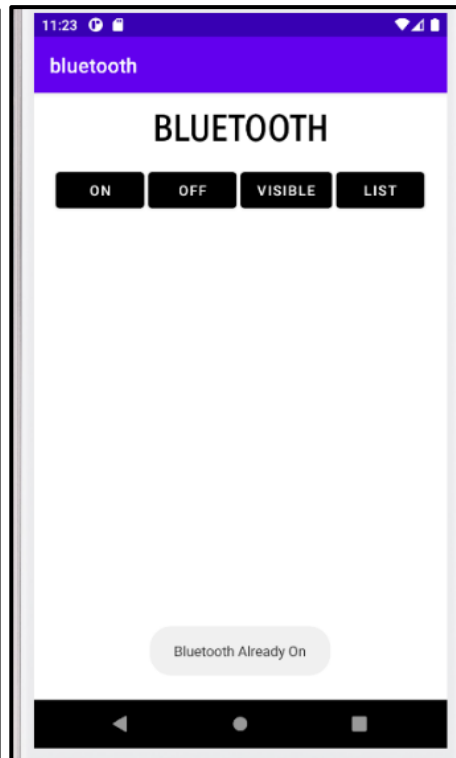 11:23
bluetooth
BLUETOOTH
ON OFF VISIBLE LIST
Bluetooth Already On